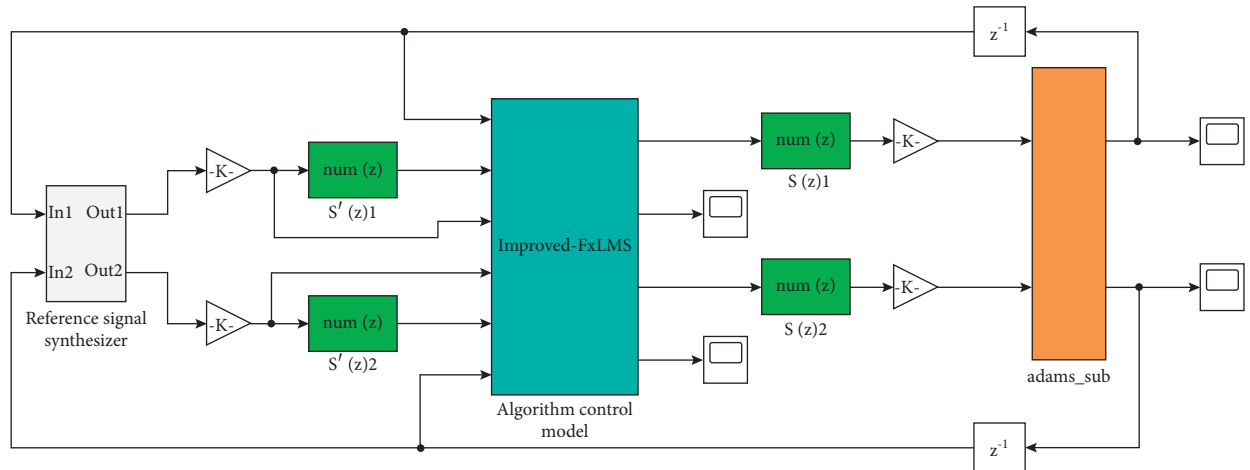 z⁻¹
-K-
num (z)
S′ (z)1
num (z)
S (z)1
-K-
In1 Out1
In2 Out2
Reference signal
synthesizer
Improved-FxLMS
-K-
num (z)
S′ (z)2
num (z)
S (z)2
-K-
adams_sub
Algorithm control
model
z⁻¹